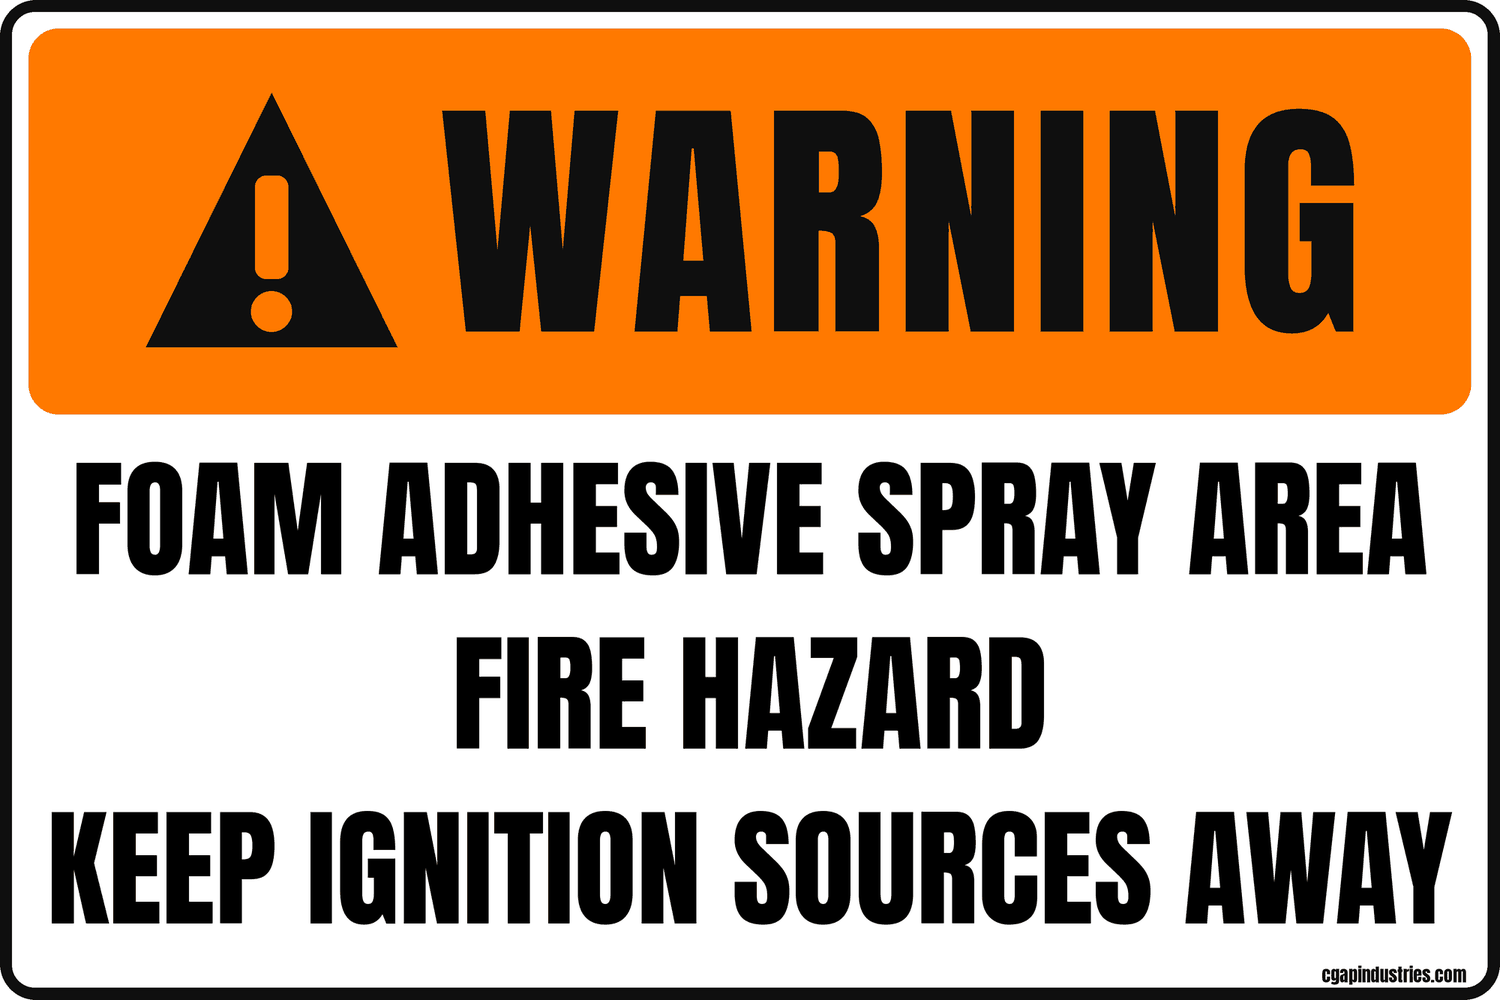 WARNING
FOAM ADHESIVE SPRAY AREA
FIRE HAZARD
KEEP IGNITION SOURCES AWAY
cgapindustries.com